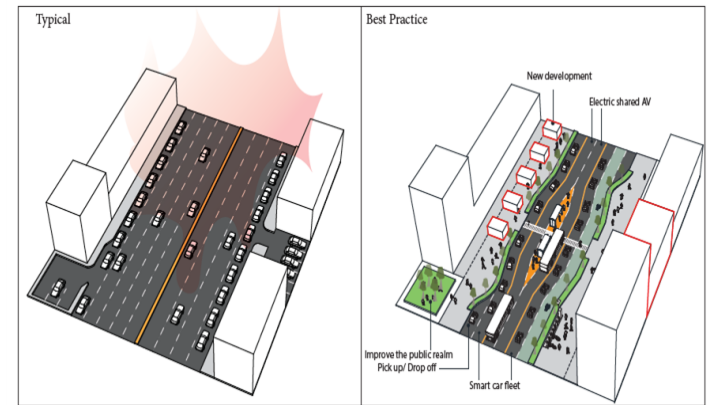 Typical
Best Practice
New development
Electric shared AV
Improve the public realm
Pick up/ Drop off
Smart car fleet